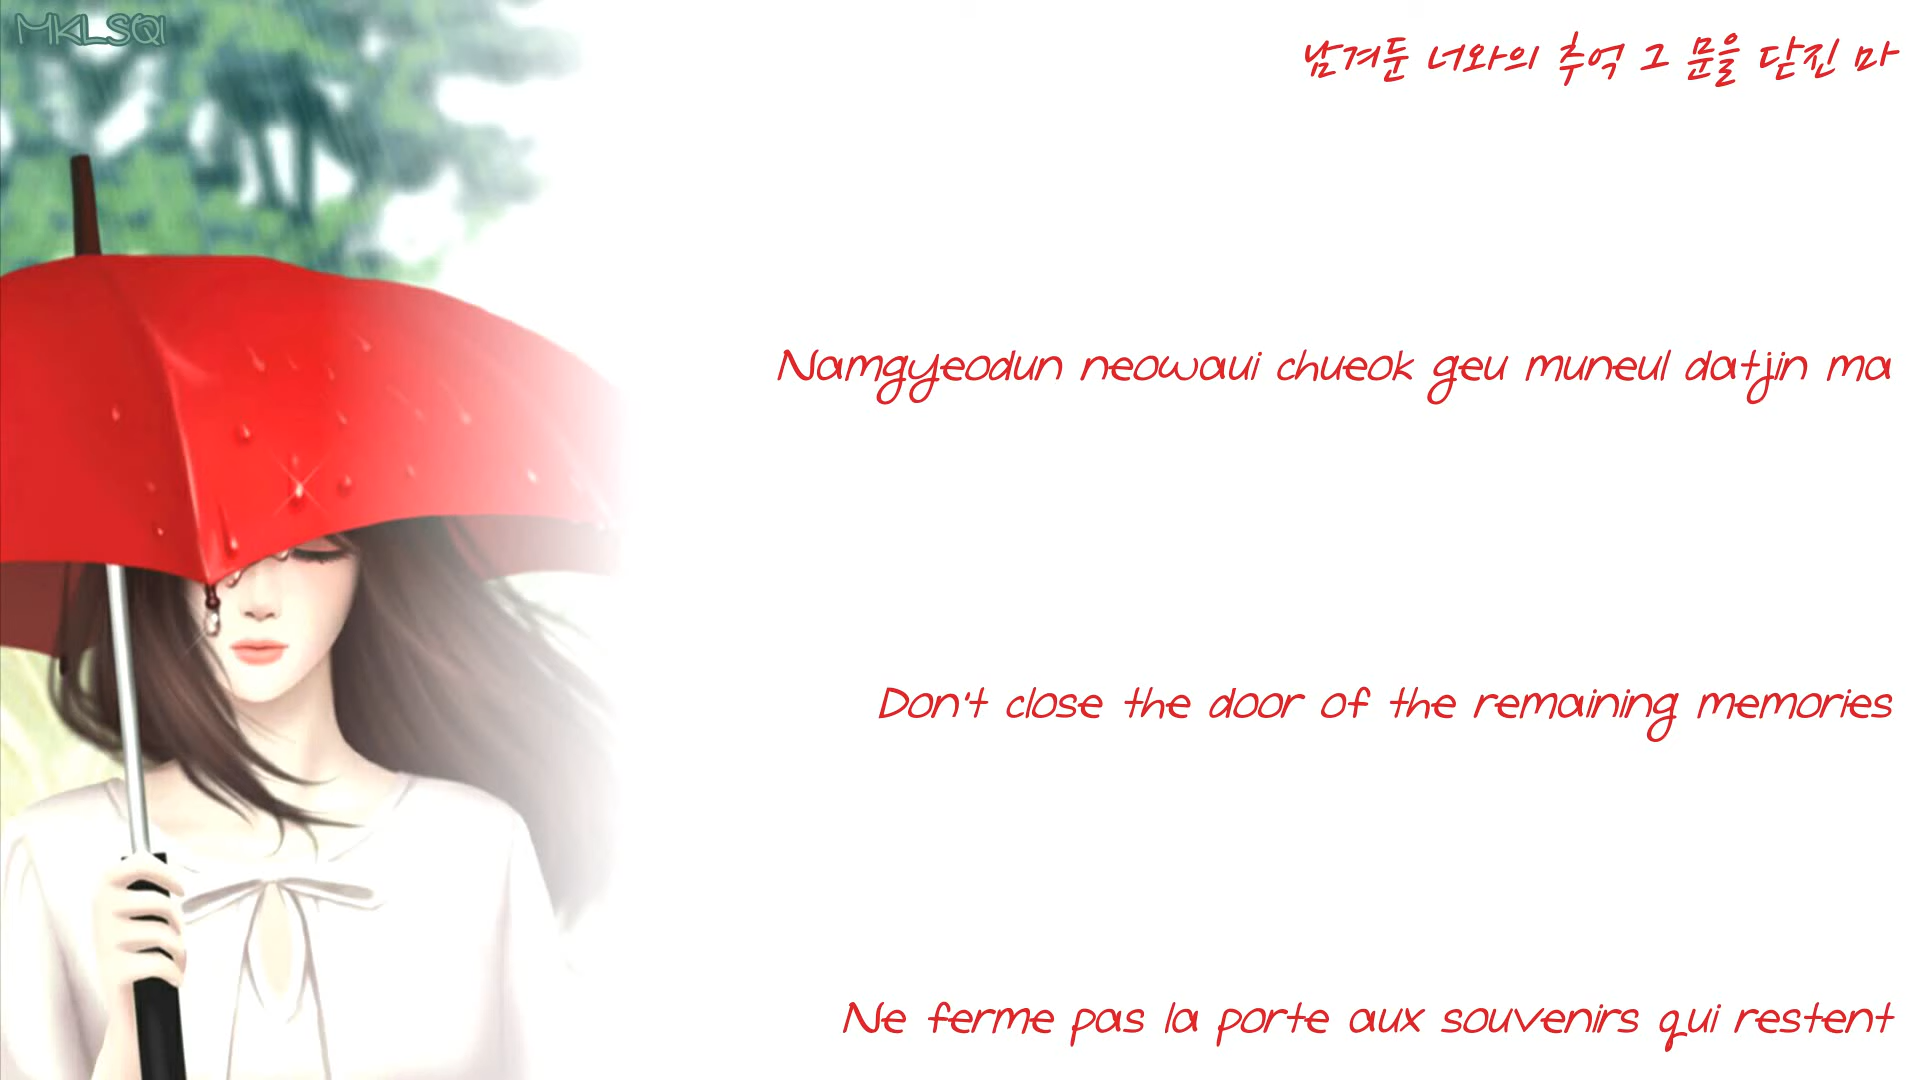 MKLSQI
남겨둔 너와의 추억 그 문을 닫진 마
Namgyeodun neowaui chueok geu muneul datjin ma
Don't close the door of the remaining memories
Ne ferme pas la porte aux souvenirs qui restent